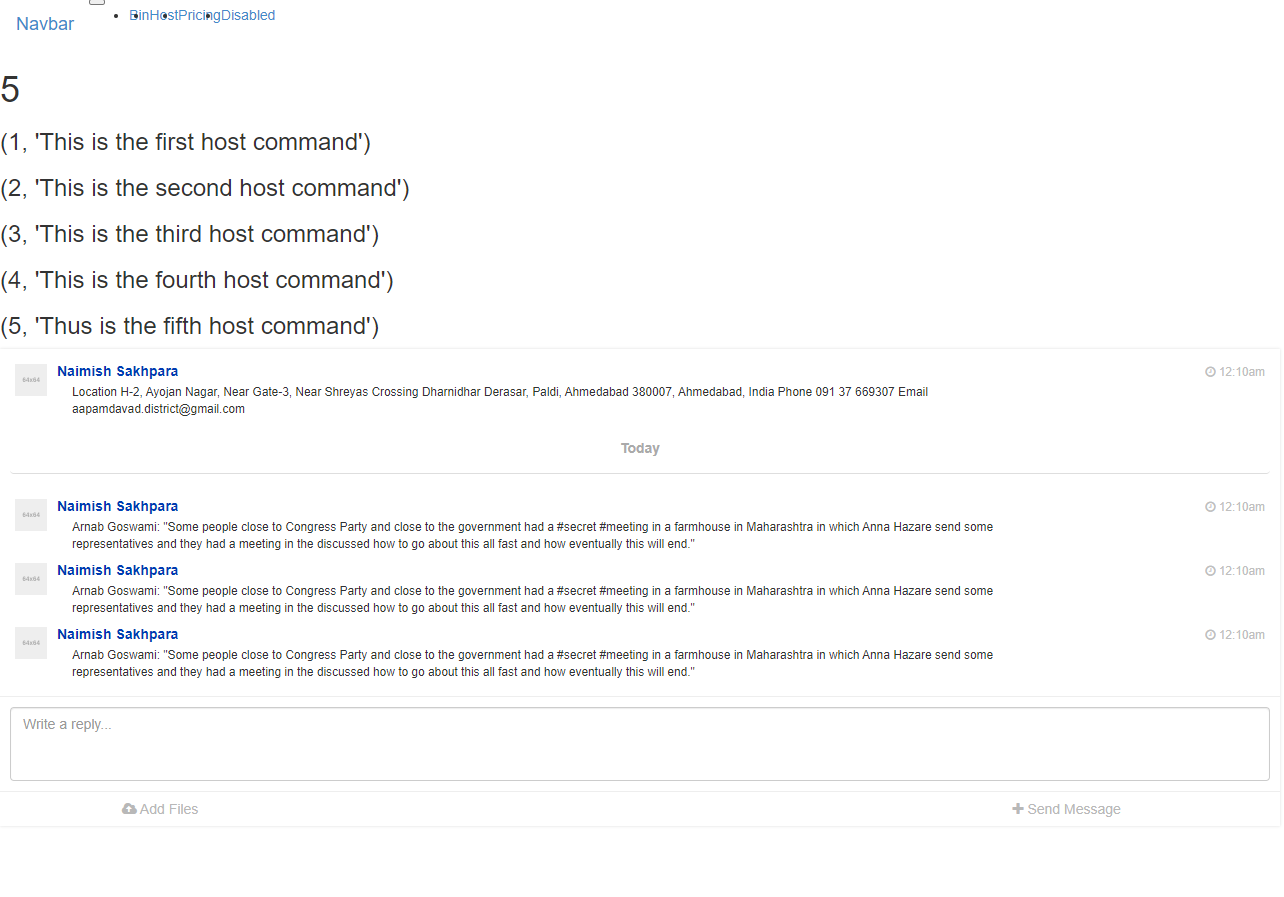 Navbar
BinHostPricingDisabled
5
(1, 'This is the first host command')
(2, 'This is the second host command')
(3, 'This is the third host command')
(4, 'This is the fourth host command')
(5, 'Thus is the fifth host command')
64x64
Naimish Sakhpara
12:10am
Location H-2, Ayojan Nagar, Near Gate-3, Near Shreyas Crossing Dharnidhar Derasar, Paldi, Ahmedabad 380007, Ahmedabad, India Phone 091 37 669307 Email
aapamdavad.district@gmail.com
Today
64x64
Naimish Sakhpara
12:10am
Arnab Goswami: "Some people close to Congress Party and close to the government had a #secret #meeting in a farmhouse in Maharashtra in which Anna Hazare send some
representatives and they had a meeting in the discussed how to go about this all fast and how eventually this will end."
64x64
Naimish Sakhpara
12:10am
Arnab Goswami: "Some people close to Congress Party and close to the government had a #secret #meeting in a farmhouse in Maharashtra in which Anna Hazare send some
representatives and they had a meeting in the discussed how to go about this all fast and how eventually this will end."
64x64
Naimish Sakhpara
12:10am
Arnab Goswami: "Some people close to Congress Party and close to the government had a #secret #meeting in a farmhouse in Maharashtra in which Anna Hazare send some
representatives and they had a meeting in the discussed how to go about this all fast and how eventually this will end."
Write a reply...
Add Files
Send Message